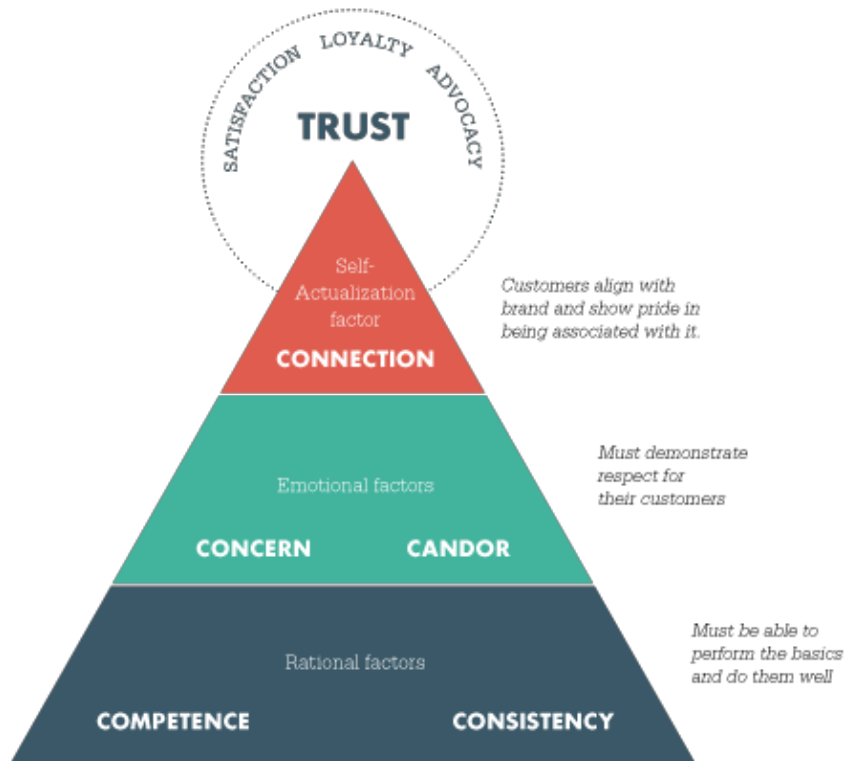 SATISFACTION LOYALTY ADVOCACY
TRUST
Self-
Actualization
factor
CONNECTION
Customers align with
brand and show pride in
being associated with it.
Emotional factors
CONCERN CANDOR
Must demonstrate
respect for
their customers
Rational factors
COMPETENCE CONSISTENCY
Must be able to
perform the basics
and do them well